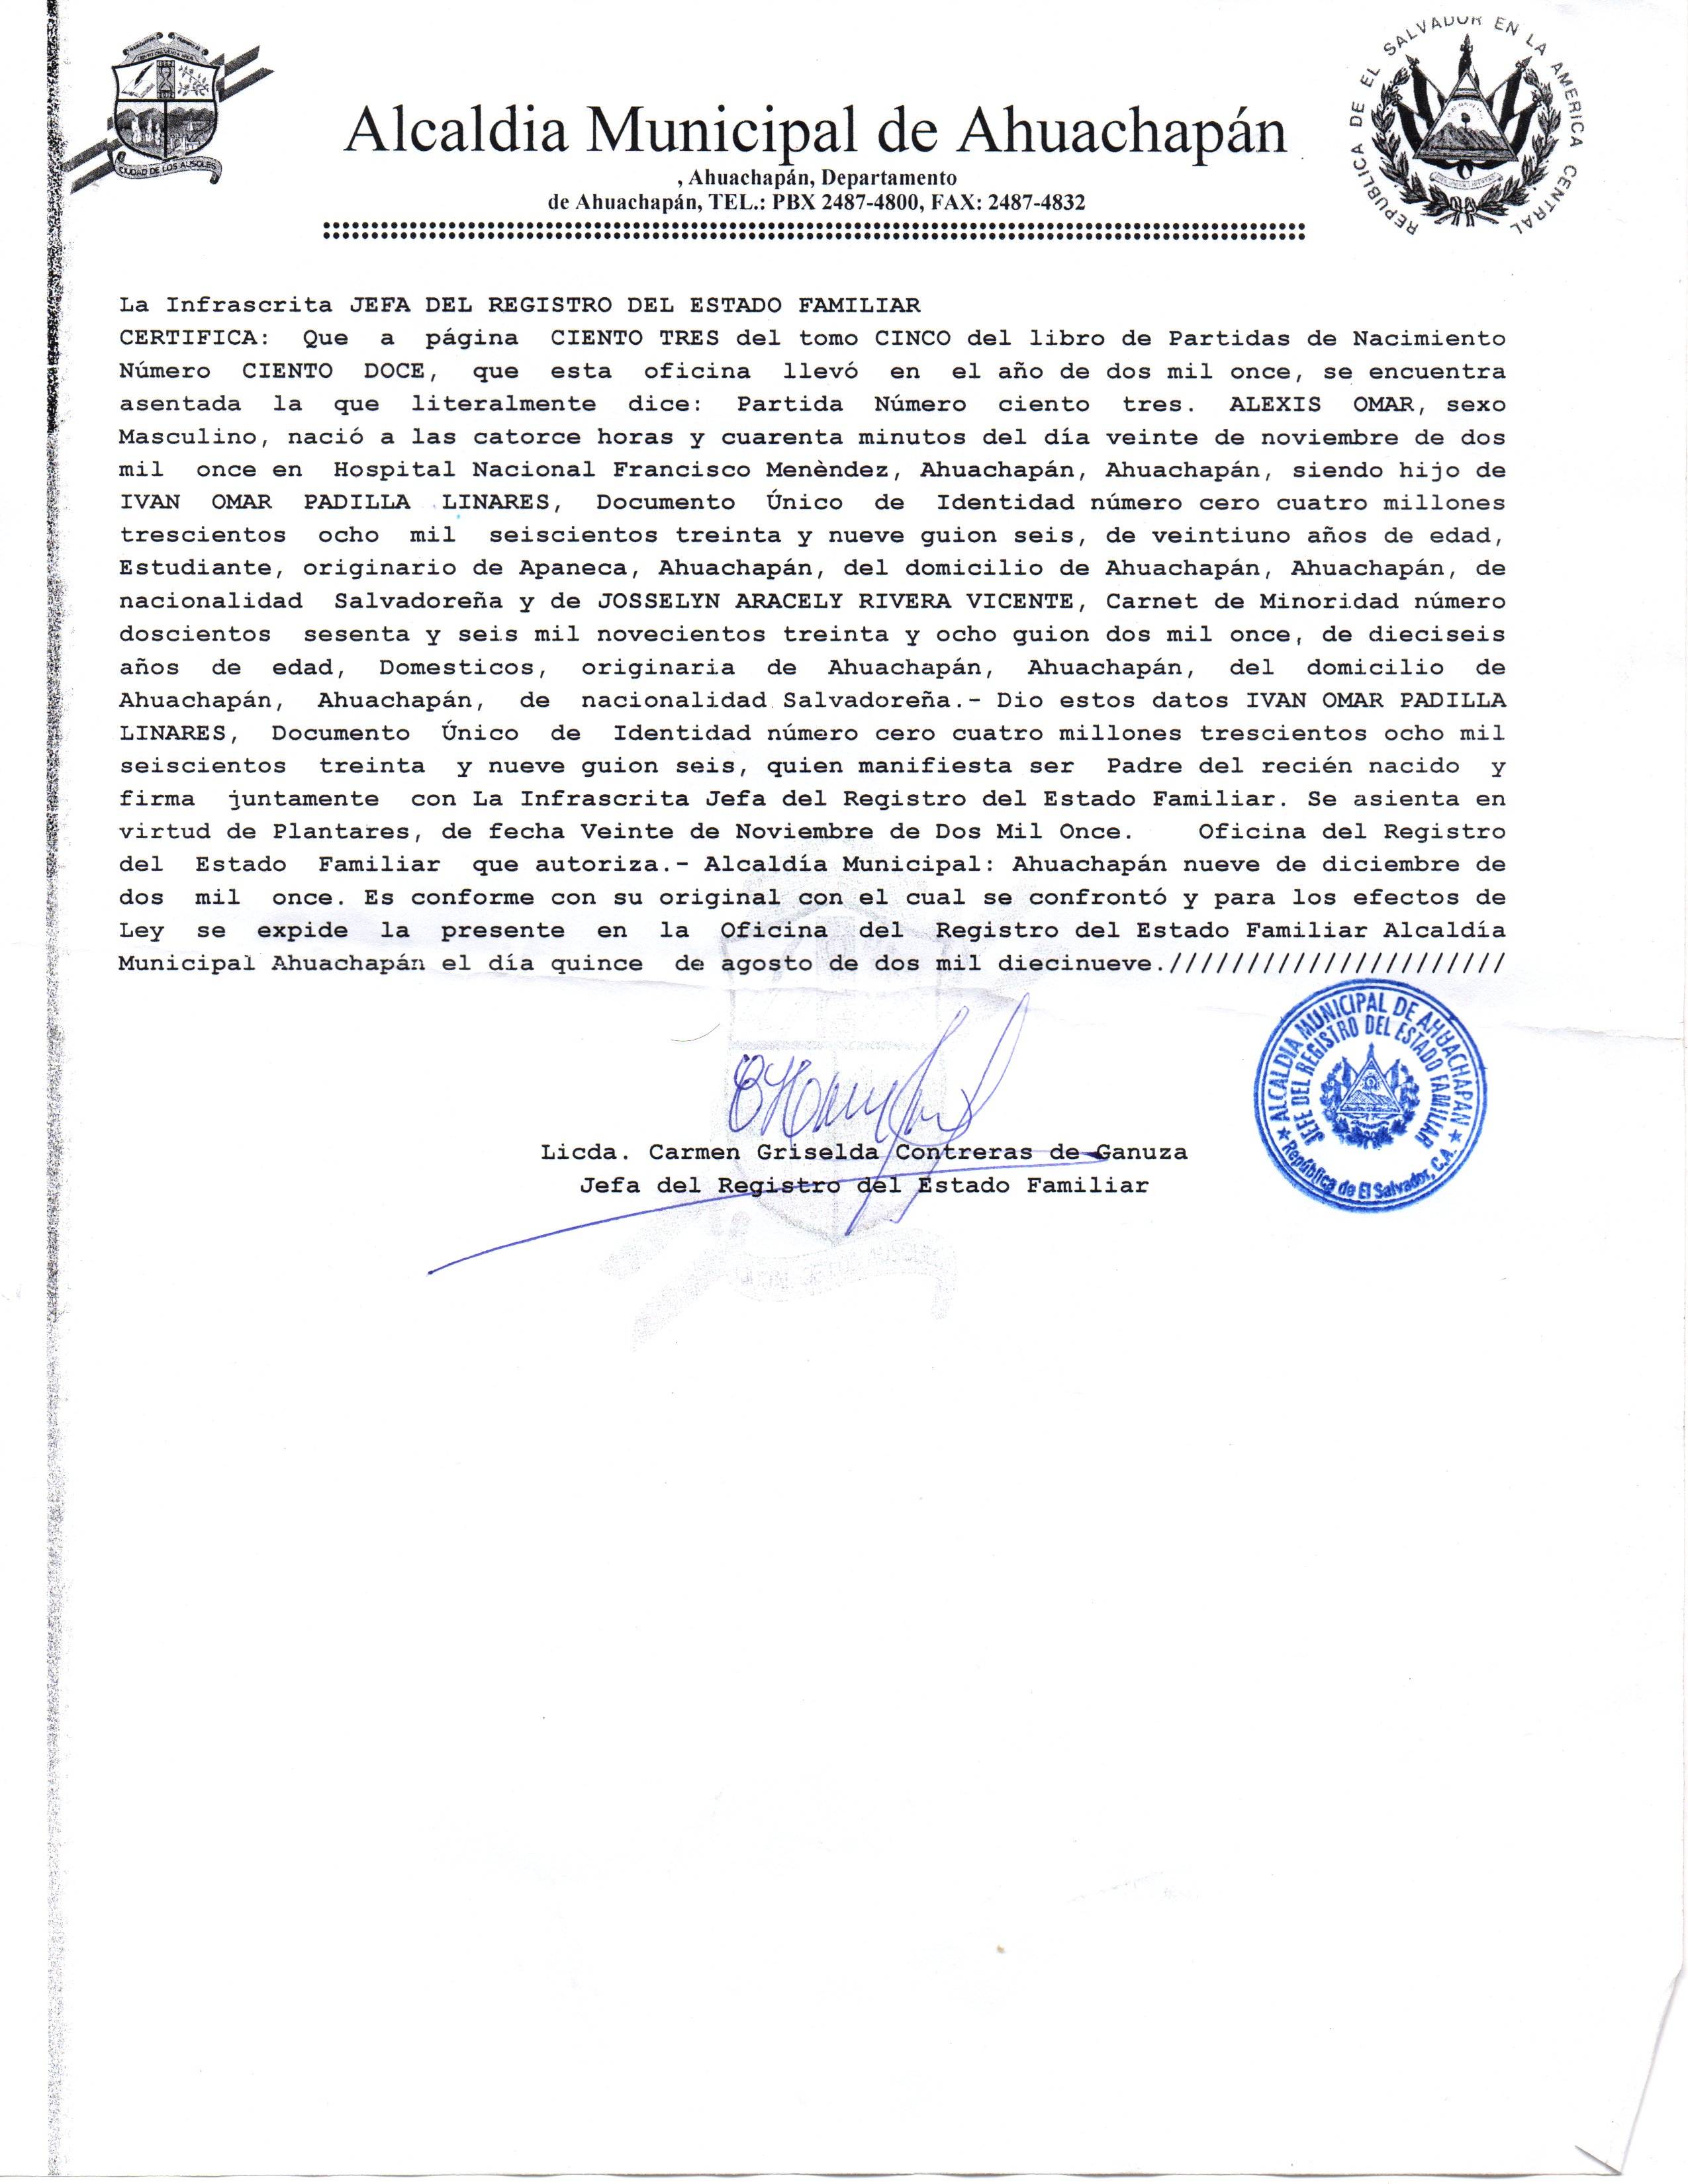 REPUBLICA DE EL SALVADOR EN LA AMERICA CENTRAL
CIUDAD DE LOS AUSOLES
Alcaldia Municipal de Ahuachapán
, Ahuachapán, Departamento
de Ahuachapán, TEL.: PBX 2487-4800, FAX: 2487-4832
La Infrascrita JEFA DEL REGISTRO DEL ESTADO FAMILIAR
CERTIFICA: Que a página CIENTO TRES del tomo CINCO del libro de Partidas de Nacimiento
Número CIENTO DOCE, que esta oficina llevó en el año de dos mil once, se encuentra
asentada la que literalmente dice: Partida Número ciento tres. ALEXIS OMAR, sexo
Masculino, nació a las catorce horas y cuarenta minutos del día veinte de noviembre de dos
mil once en Hospital Nacional Francisco Menèndez, Ahuachapán, Ahuachapán, siendo hijo de
IVAN OMAR PADILLA LINARES, Documento Único de Identidad número cero cuatro millones
trescientos ocho mil seiscientos treinta y nueve guion seis, de veintiuno años de edad,
Estudiante, originario de Apaneca, Ahuachapán, del domicilio de Ahuachapán, Ahuachapán, de
nacionalidad Salvadoreña y de JOSSELYN ARACELY RIVERA VICENTE, Carnet de Minoridad número
doscientos sesenta y seis mil novecientos treinta y ocho guion dos mil once, de dieciseis
años de edad, Domesticos, originaria de Ahuachapán, Ahuachapán, del domicilio de
Ahuachapán, Ahuachapán, de nacionalidad Salvadoreña.- Dio estos datos IVAN OMAR PADILLA
LINARES, Documento Único de Identidad número cero cuatro millones trescientos ocho mil
seiscientos treinta y nueve guion seis, quien manifiesta ser Padre del recién nacido y
firma juntamente con La Infrascrita Jefa del Registro del Estado Familiar. Se asienta en
virtud de Plantares, de fecha Veinte de Noviembre de Dos Mil Once. Oficina del Registro
del Estado Familiar que autoriza.- Alcaldía Municipal: Ahuachapán nueve de diciembre de
dos mil once. Es conforme con su original con el cual se confrontó y para los efectos de
Ley se expide la presente en la Oficina del Registro del Estado Familiar Alcaldía
Municipal Ahuachapán el día quince de agosto de dos mil diecinueve.//////////////////////
ALCALDIA MUNICIPAL DE AHUACHAPAN
JEFE DEL REGISTRO DEL ESTADO FAMILIAR
República de El Salvador, C.A.
Licda. Carmen Griselda Contreras de Ganuza
Jefa del Registro del Estado Familiar